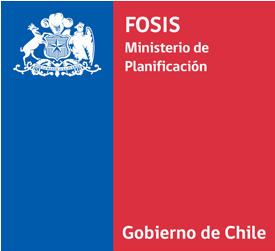 FOSIS
Ministerio de
Planificación
Gobierno de Chile